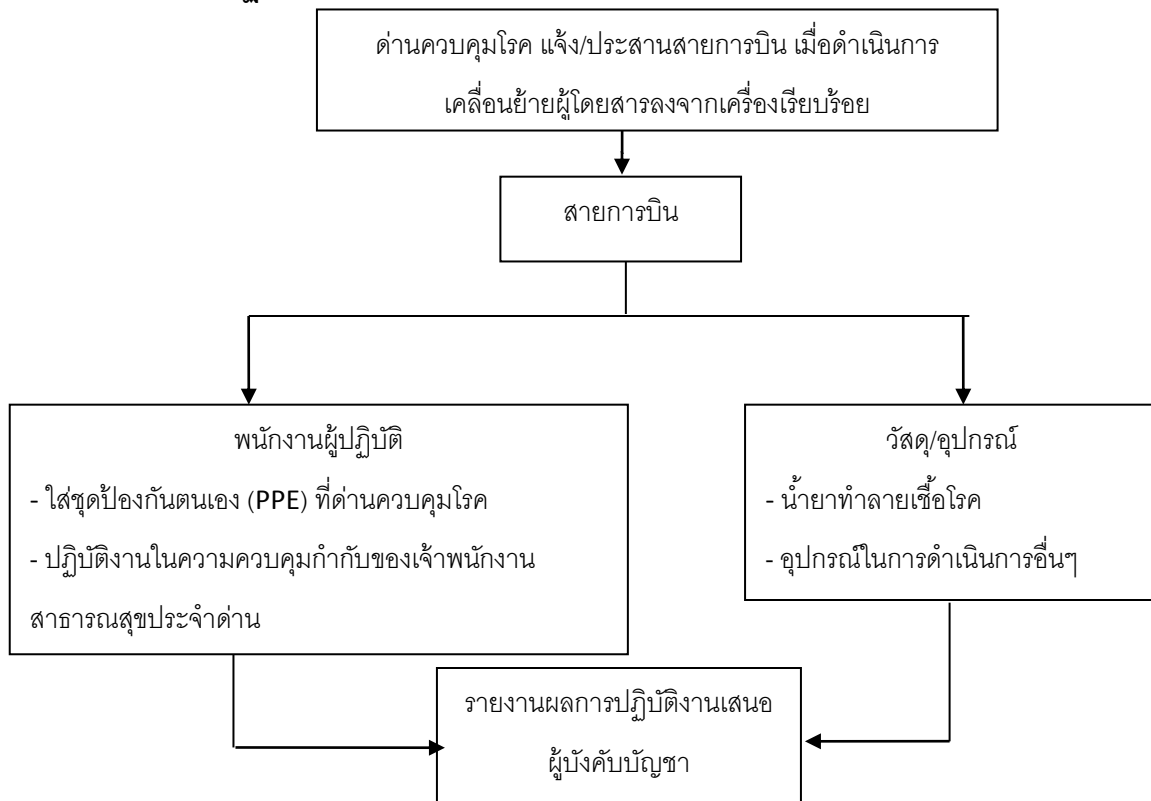 ด่านควบคุมโรค แจ้ง/ประสานสายการบิน เมื่อดำเนินการ
เคลื่อนย้ายผู้โดยสารลงจากเครื่องเรียบร้อย
สายการบิน
พนักงานผู้ปฏิบัติ
- ใส่ชุดป้องกันตนเอง (PPE) ที่ด่านควบคุมโรค
- ปฏิบัติงานในความควบคุมกำกับของเจ้าพนักงาน
สาธารณสุขประจำด่าน
วัสดุ/อุปกรณ์
- น้ำยาทำลายเชื้อโรค
- อุปกรณ์ในการดำเนินการอื่นๆ
รายงานผลการปฏิบัติงานเสนอ
ผู้บังคับบัญชา